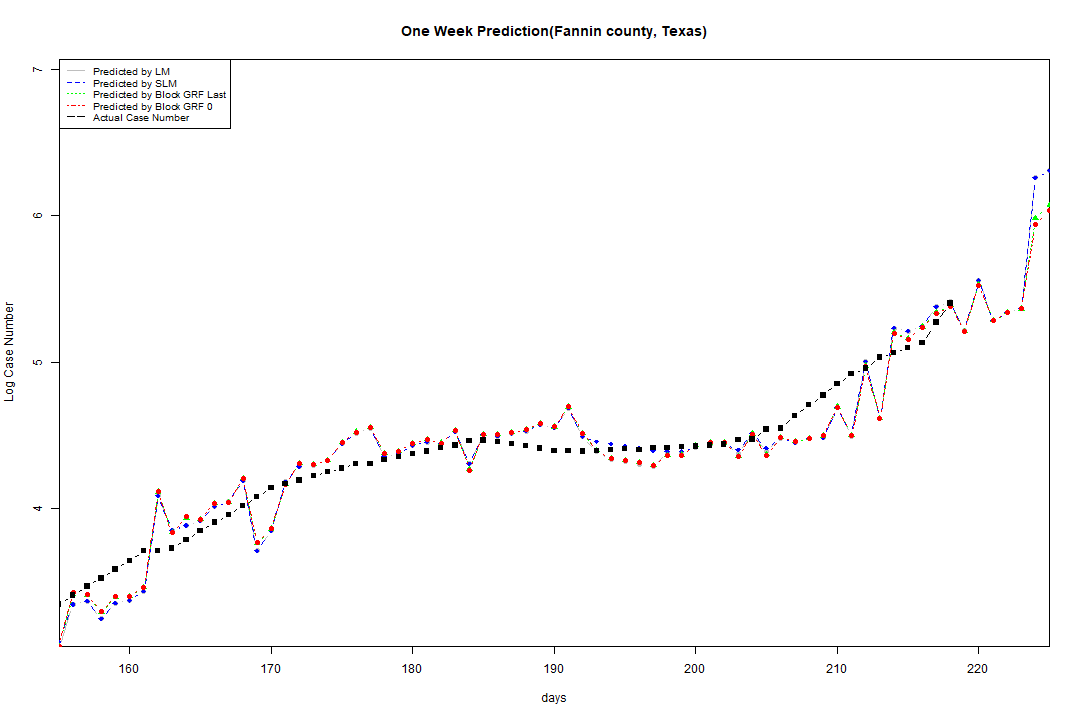 One Week Prediction(Fannin county, Texas)
Predicted by LM
Predicted by SLM
Predicted by Block GRF Last
Predicted by Block GRF 0
Actual Case Number
7
6
5
4
Log Case Number
160 170 180 190 200 210 220
days